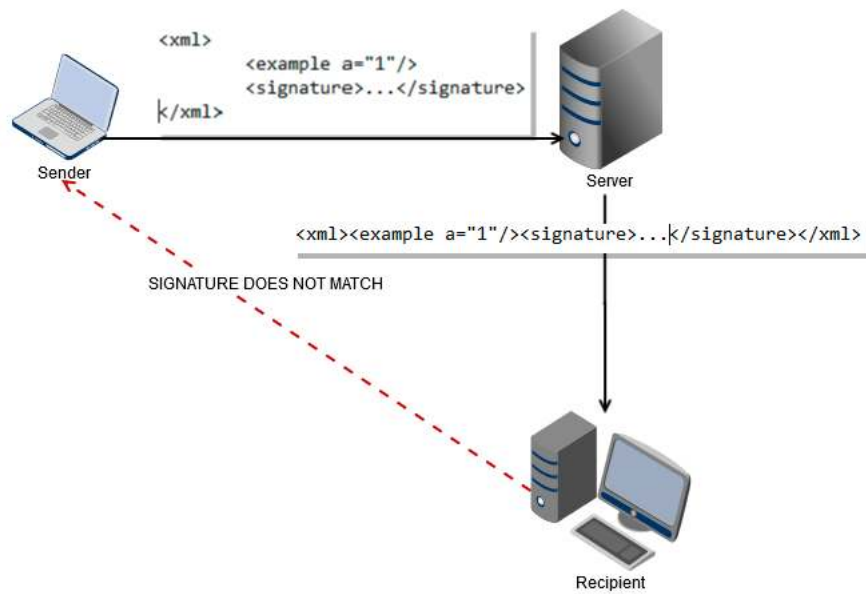 <xml>
<example a="1"/>
<signature>...</signature>
</xml>
Sender
Server
<xml><example a="1"/><signature>...</signature></xml>
SIGNATURE DOES NOT MATCH
Recipient